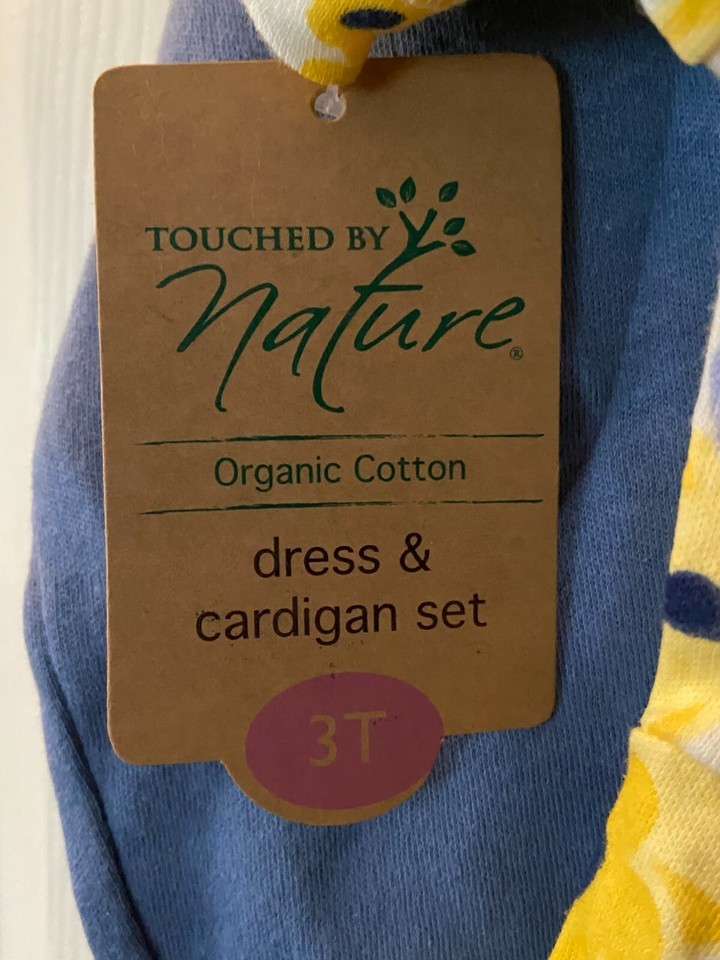 TOUCHED BY
Nature®
Organic Cotton
dress &
cardigan set
3T